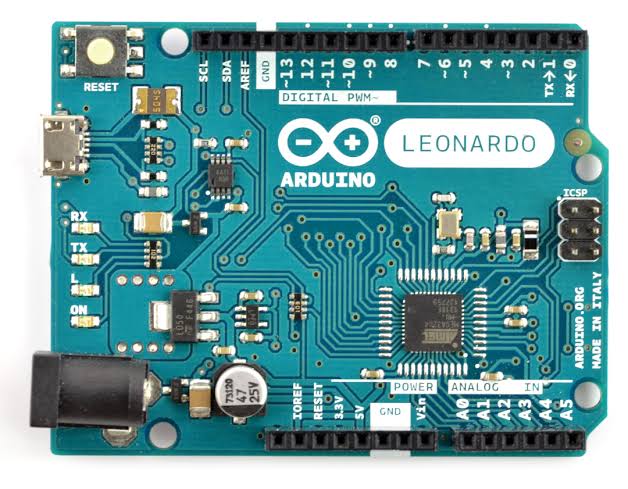 RESET
SCL
SDA
AREF
GND
~13
12
~11
~10
~9
8
7
~6
~5
4
~3
2
TX→1
RX←0
DIGITAL PWM~
®
LEONARDO
ARDUINO
ICSP
RX
TX
L
ON
ARDUINO.ORG
MADE IN ITALY
73120
47
25V
POWER
ANALOG IN
IOREF
RESET
3.3V
5V
GND
Vin
A0
A1
A2
A3
A4
A5